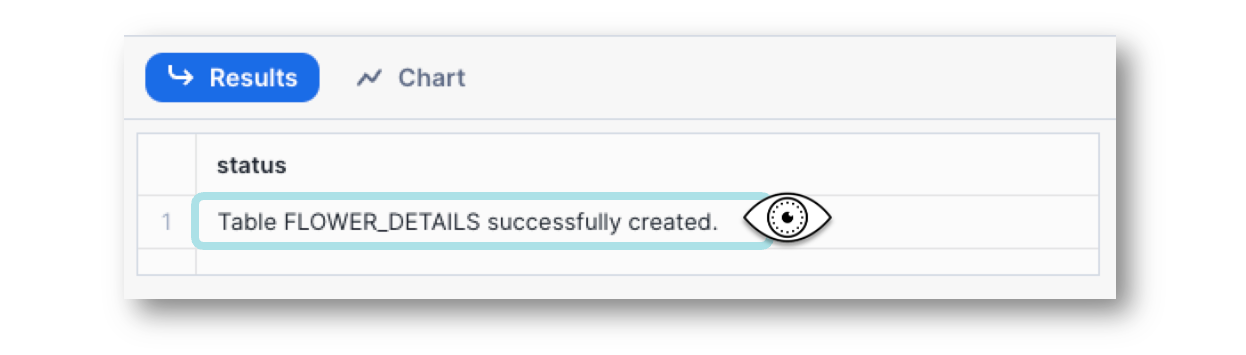 Results
Chart
status
1
Table FLOWER_DETAILS successfully created.